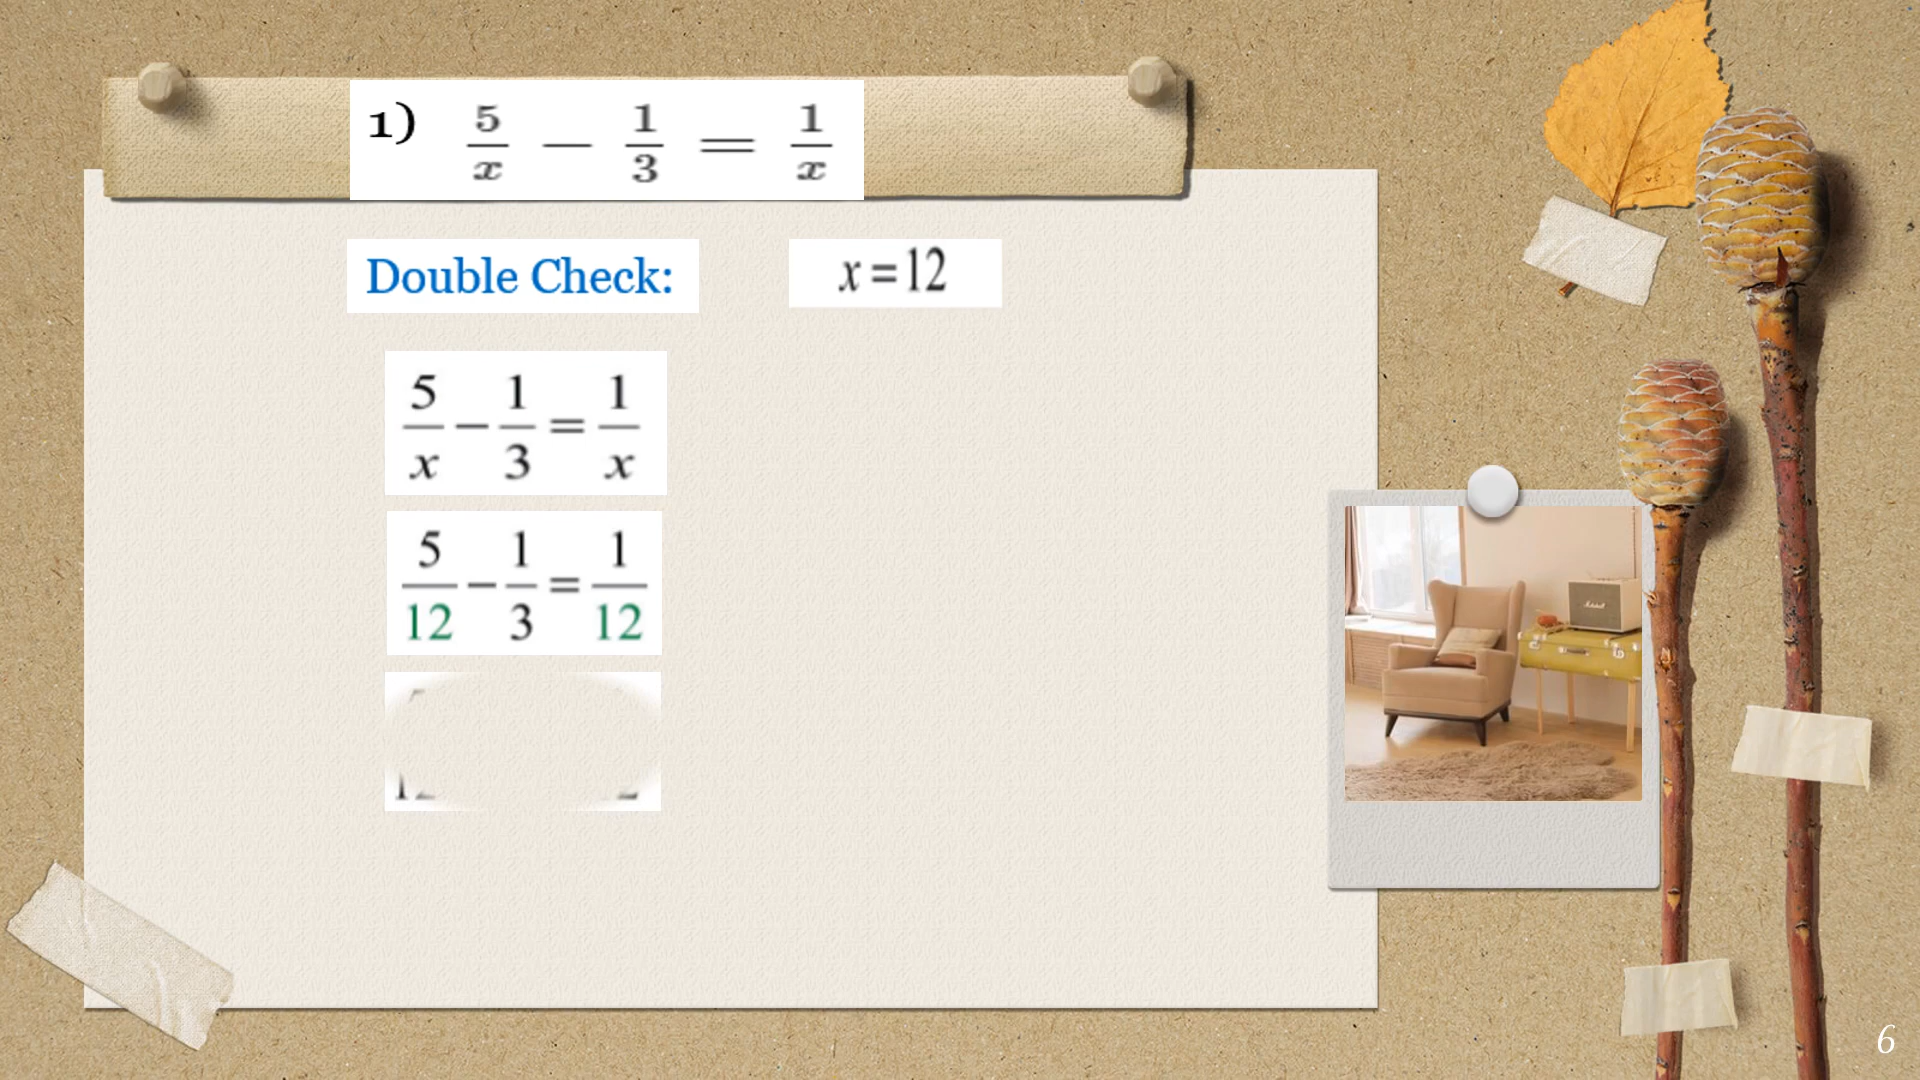 1) 5/x − 1/3 = 1/x
Double Check: x = 12
5/x − 1/3 = 1/x
5/12 − 1/3 = 1/12
Marshall
6